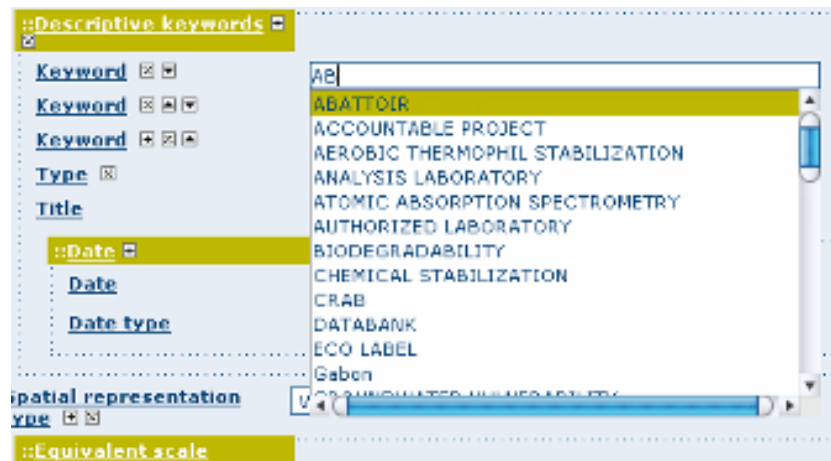 ::Descriptive keywords
Keyword
AB
Keyword
ABATTOIR
ACCOUNTABLE PROJECT
Keyword
AEROBIC THERMOPHIL STABILIZATION
Type
ANALYSIS LABORATORY
ATOMIC ABSORPTION SPECTROMETRY
Title
AUTHORIZED LABORATORY
::Date
BIODEGRADABILITY
Date
CHEMICAL STABILIZATION
CRAB
Date type
DATABANK
ECO LABEL
Gabon
GROUNDWATER VULNERABILITY
patial representation
ype
::Equivalent scale